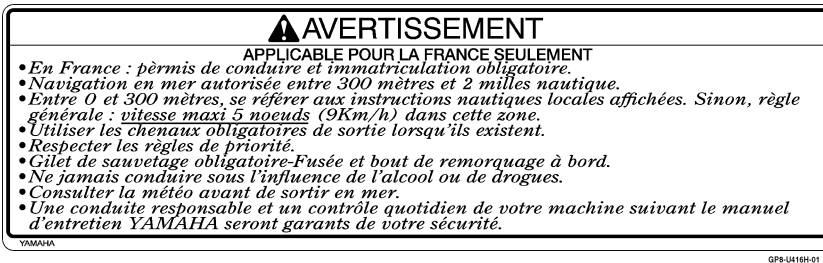 AVERTISSEMENT
APPLICABLE POUR LA FRANCE SEULEMENT
•En France : pèrmis de conduire et immatriculation obligatoire.
•Navigation en mer autorisée entre 300 mètres et 2 milles nautique.
•Entre 0 et 300 mètres, se référer aux instructions nautiques locales affichées. Sinon, règle
générale : vitesse maxi 5 noeuds (9Km/h) dans cette zone.
•Utiliser les chenaux obligatoires de sortie lorsqu'ils existent.
•Respecter les règles de priorité.
•Gilet de sauvetage obligatoire-Fusée et bout de remorquage à bord.
•Ne jamais conduire sous l'influence de l'alcool ou de drogues.
•Consulter la météo avant de sortir en mer.
•Une conduite responsable et un contrôle quotidien de votre machine suivant le manuel
d'entretien YAMAHA seront garants de votre sécurité.
YAMAHA
GP8-U416H-01